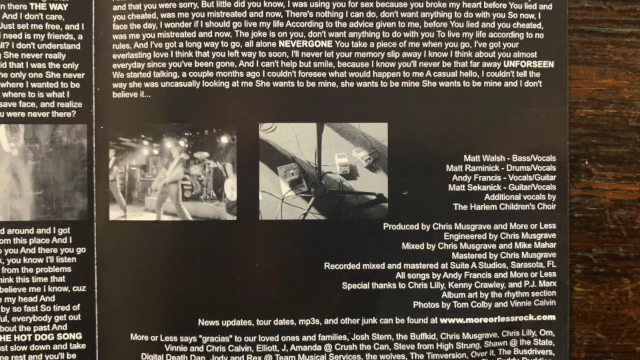 en there THE WAY
And I don't care,
Just set me free, and I
need is my friends, a
ll? I don't understand
g She never really
did that I was the only
he only one She never
where I wanted to be
where to is what I
save face, and realize
u were never there?
d around and I got
om this place And I
you And there you go
k, you know I'll listen
from the problems
hink this time that
believe me I know, cuz
e my head And
by so fast So tired of
ful, everybody get out
about the past And
HE HOT DOG SONG
st slow down and take
e rest and you'll be
and that you were sorry, But little did you know, I was using you for sex because you broke my heart before You lied and
you cheated, was me you mistreated and now, There's nothing I can do, don't want anything to do with you So now, I
face the day, I wonder if I should go live my life According to the advice given to me, before You lied and you cheated,
was me you mistreated and now The joke is on you, don't want anything to do with you To live my life according to no
rules, And I've got a long way to go, all alone NEVERGONE You take a piece of me when you go, I've got your
everlasting love I think that you left way to soon, I'll never let your memory slip away I know I think about you almost
everyday since you've been gone, And I can't help but smile, because I know you'll never be that far away UNFORSEEN
We started talking, a couple months ago I couldn't foresee what would happen to me A casual hello, I couldn't tell the
way she was uncasually looking at me She wants to be mine, she wants to be mine She wants to be mine and I don't
believe it...
Matt Walsh - Bass/Vocals
Matt Raminick - Drums/Vocals
Andy Francis - Vocals/Guitar
Matt Sekanick - Guitar/Vocals
Additional vocals by
The Harlem Children's Choir
Produced by Chris Musgrave and More or Less
Engineered by Chris Musgrave
Mixed by Chris Musgrave and Mike Mahar
Mastered by Chris Musgrave
Recorded mixed and mastered at Suite A Studios, Sarasota, FL
All songs by Andy Francis and More or Less
Special thanks to Chris Lilly, Kenny Crawley, and P.J. Marx
Album art by the rhythm section
Photos by Tom Colby and Vinnie Calvin
News updates, tour dates, mp3s, and other junk can be found at www.moreorlessrock.com
More or Less says "gracias" to our loved ones and families, Josh Stern, the Buffkid, Chris Musgrave, Chris Lilly, Om,
Vinnie and Chris Calvin, Elliott, J, Amanda @ Crush the Can, Steve from High Strung, Shawn @ the State,
Digital Death Dan, Jody and Rex @ Team Musical Services, the wolves, The Timversion, Over It, The Busdrivers,